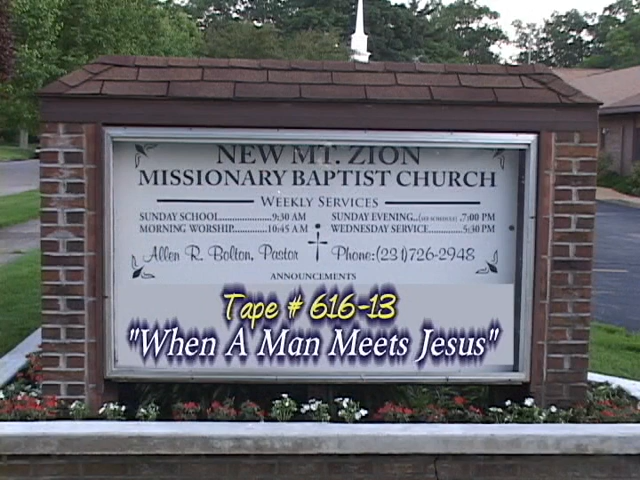 NEW MT. ZION
MISSIONARY BAPTIST CHURCH
WEEKLY SERVICES
SUNDAY SCHOOL......................9:30 AM
MORNING WORSHIP..............10:45 AM
SUNDAY EVENING..(SEE SCHEDULE).7:00 PM
WEDNESDAY SERVICE..............5:30 PM
Allen R. Bolton, Pastor
Phone:(231)726-2948
ANNOUNCEMENTS
Tape # 616-13
"When A Man Meets Jesus"